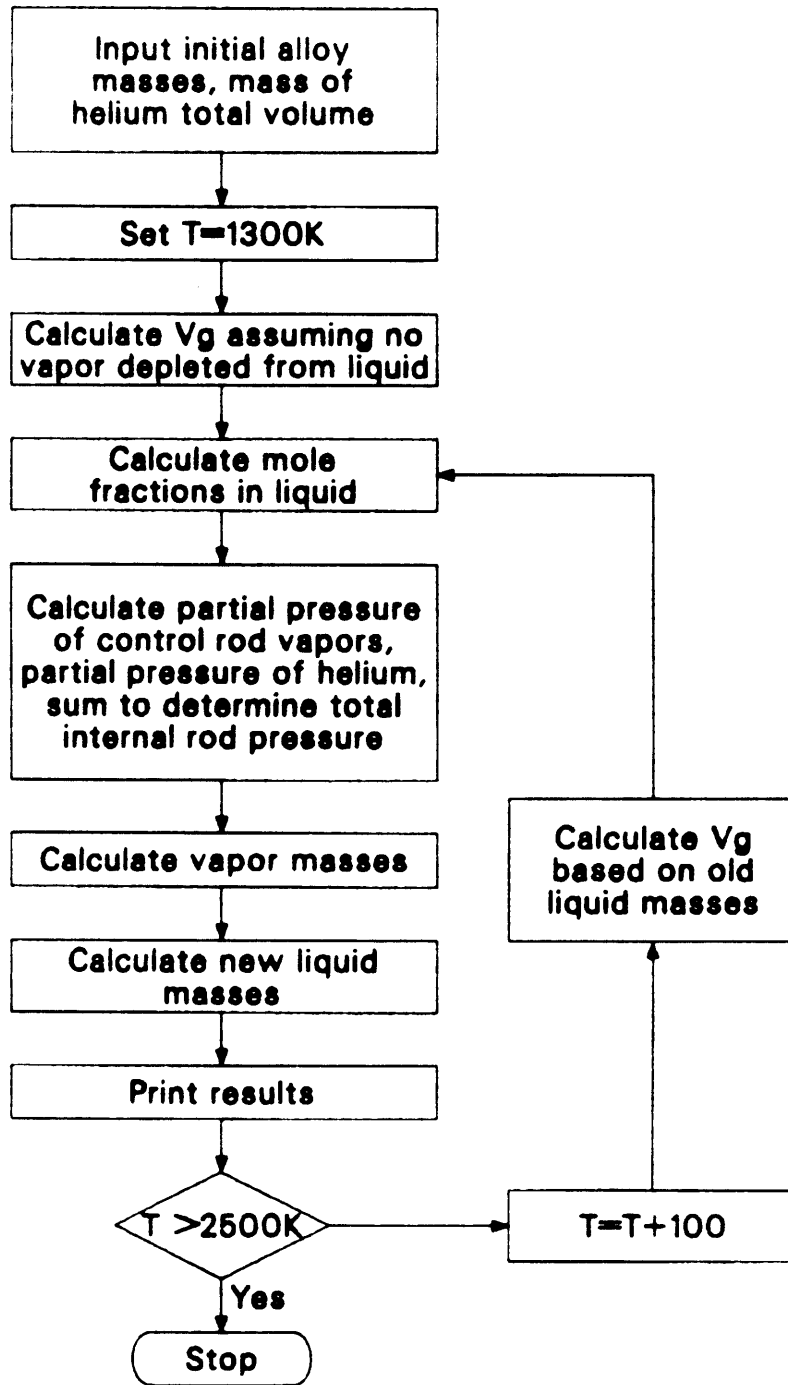 Input initial alloy
masses, mass of
helium total volume
Set T=1300K
Calculate Vg assuming no
vapor depleted from liquid
Calculate mole
fractions in liquid
Calculate partial pressure
of control rod vapors,
partial pressure of helium,
sum to determine total
internal rod pressure
Calculate vapor masses
Calculate new liquid
masses
Print results
T >2500K
Yes
Stop
T=T+100
Calculate Vg
based on old
liquid masses